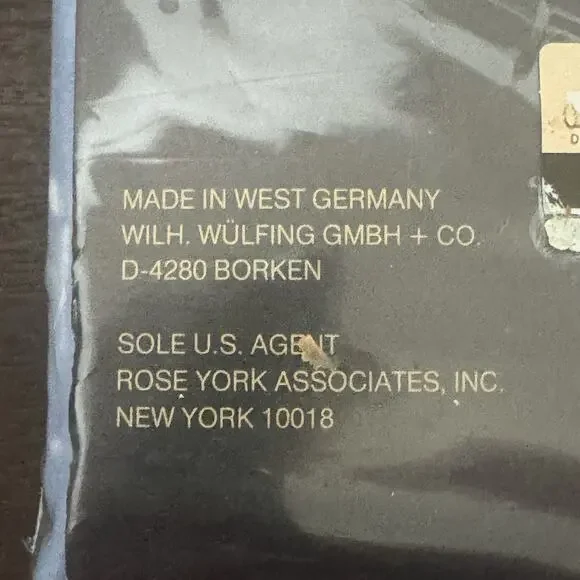 MADE IN WEST GERMANY
WILH. WÜLFING GMBH + CO.
D-4280 BORKEN
SOLE U.S. AGENT
ROSE YORK ASSOCIATES, INC.
NEW YORK 10018